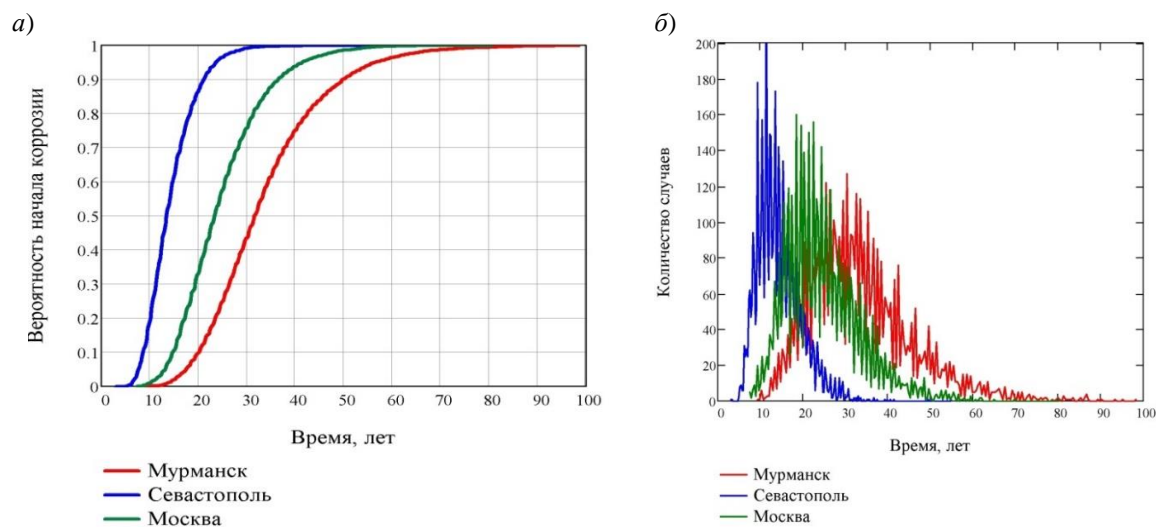 а)
Вероятность начала коррозии
1
0.9
0.8
0.7
0.6
0.5
0.4
0.3
0.2
0.1
0
0 10 20 30 40 50 60 70 80 90 100
Время, лет
Мурманск
Севастополь
Москва
б)
Количество случаев
200
180
160
140
120
100
80
60
40
20
0
0 10 20 30 40 50 60 70 80 90 100
Время, лет
Мурманск
Севастополь
Москва